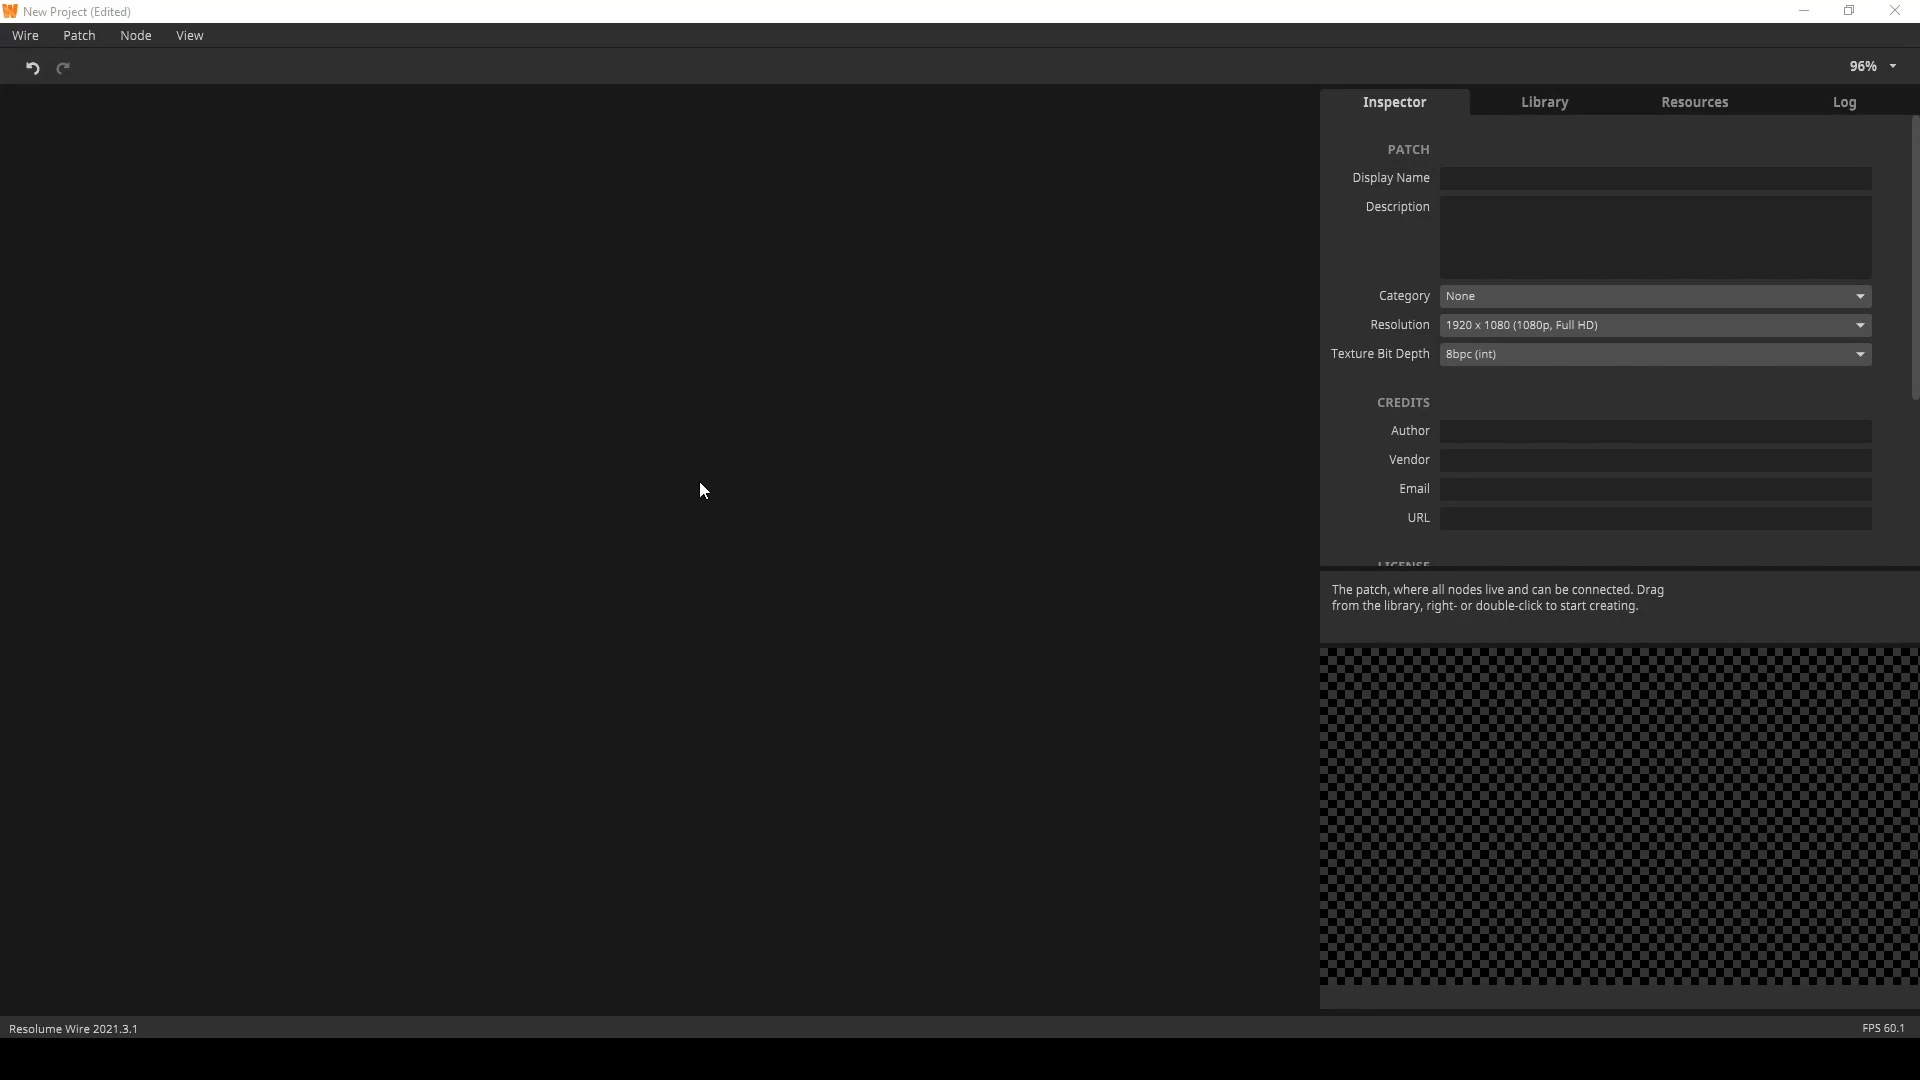 New Project (Edited)
Wire Patch Node View
96%
Inspector Library Resources Log
PATCH
Display Name
Description
Category None
Resolution 1920 x 1080 (1080p, Full HD)
Texture Bit Depth 8bpc (int)
CREDITS
Author
Vendor
Email
URL
LICENSE
The patch, where all nodes live and can be connected. Drag
from the library, right- or double-click to start creating.
Resolume Wire 2021.3.1
FPS 60.1